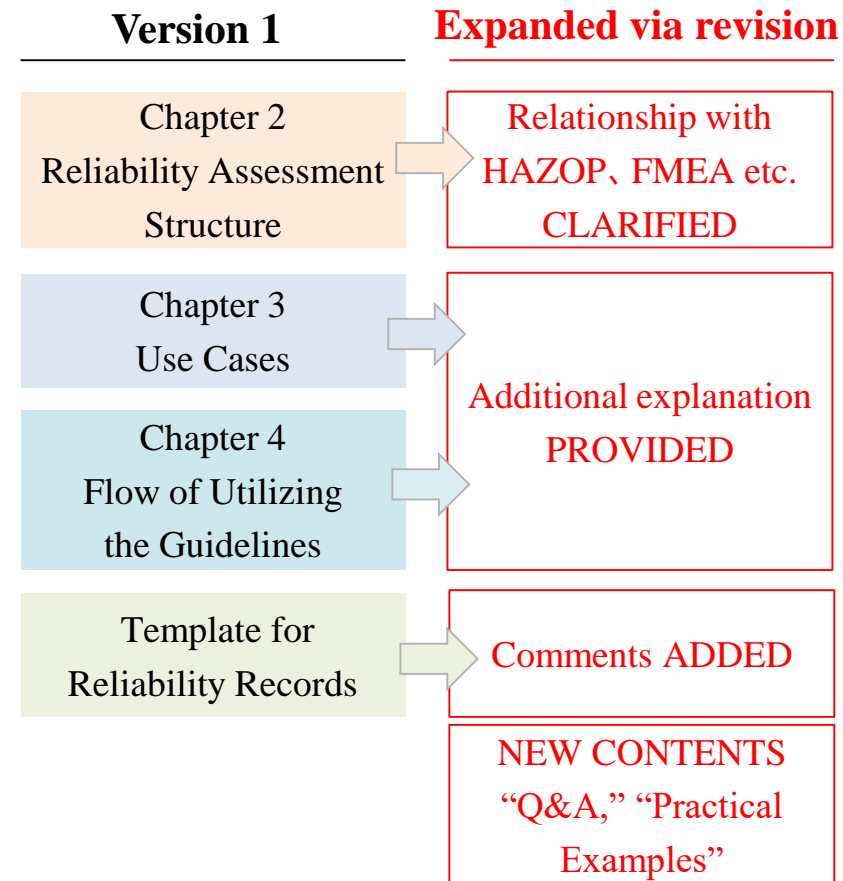 Version 1
Expanded via revision
Chapter 2
Reliability Assessment
Structure
Relationship with
HAZOP、FMEA etc.
CLARIFIED
Chapter 3
Use Cases
Chapter 4
Flow of Utilizing
the Guidelines
Additional explanation
PROVIDED
Template for
Reliability Records
Comments ADDED
NEW CONTENTS
“Q&A,” “Practical
Examples”